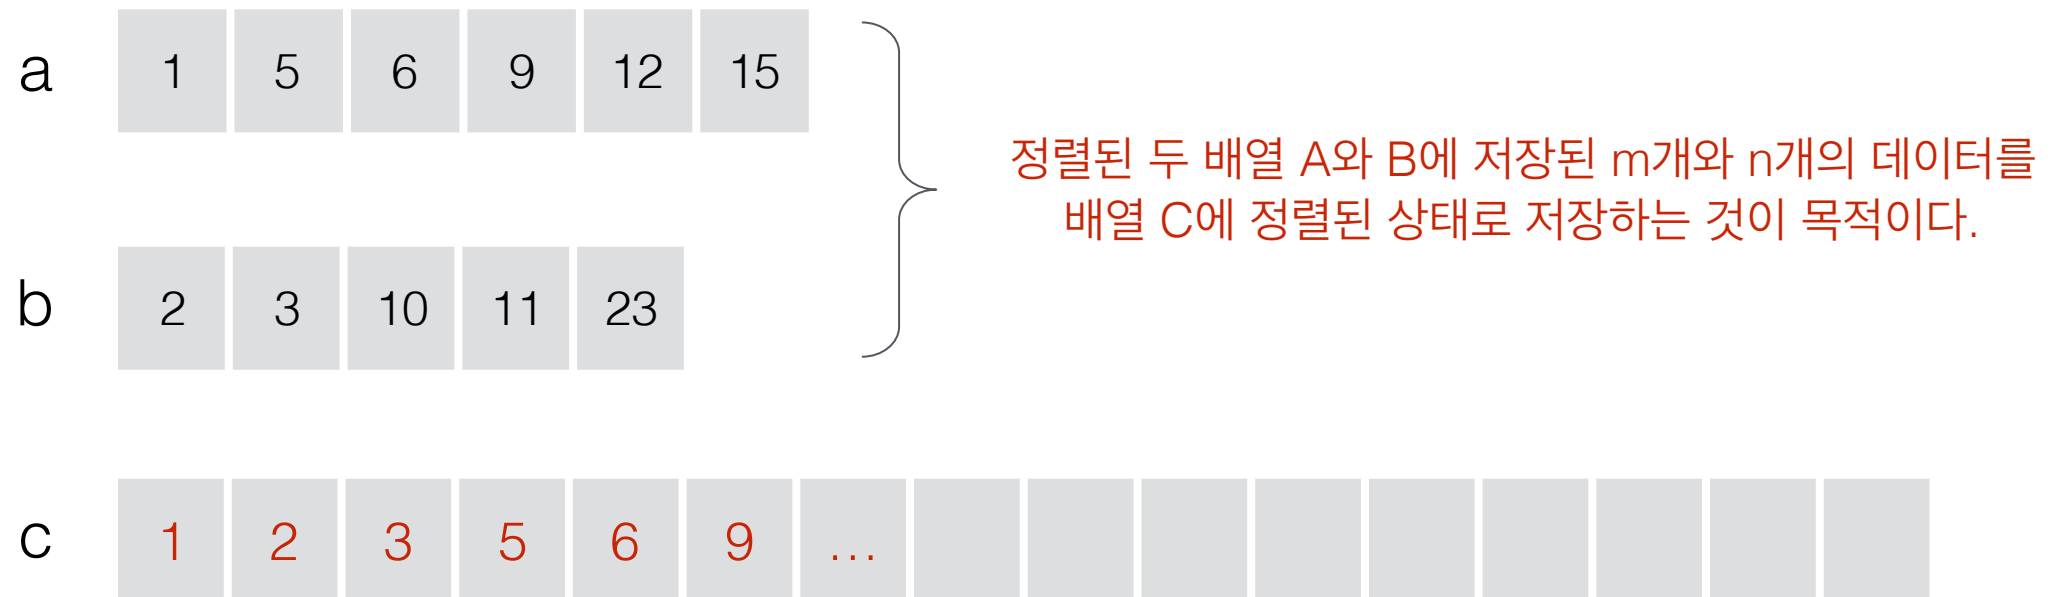 a 1 5 6 9 12 15
정렬된 두 배열 A와 B에 저장된 m개와 n개의 데이터를
배열 C에 정렬된 상태로 저장하는 것이 목적이다.
b 2 3 10 11 23
c 1 2 3 5 6 9 ...